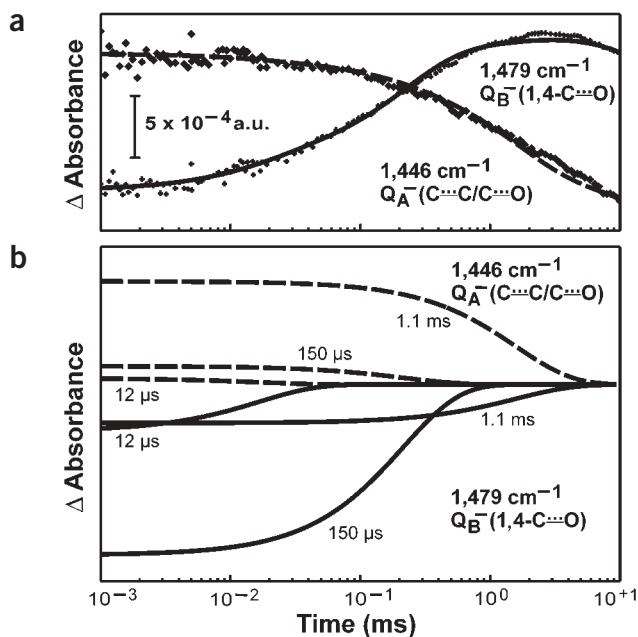 a
Δ Absorbance
5 x 10⁻⁴ a.u.
1,479 cm⁻¹
Q_B⁻(1,4-C⋯O)
1,446 cm⁻¹
Q_A⁻(C⋯C/C⋯O)
b
Δ Absorbance
1,446 cm⁻¹
Q_A⁻(C⋯C/C⋯O)
1.1 ms
150 µs
12 µs
12 µs
1.1 ms
150 µs
1,479 cm⁻¹
Q_B⁻(1,4-C⋯O)
10⁻³ 10⁻² 10⁻¹ 10⁰ 10⁺¹
Time (ms)